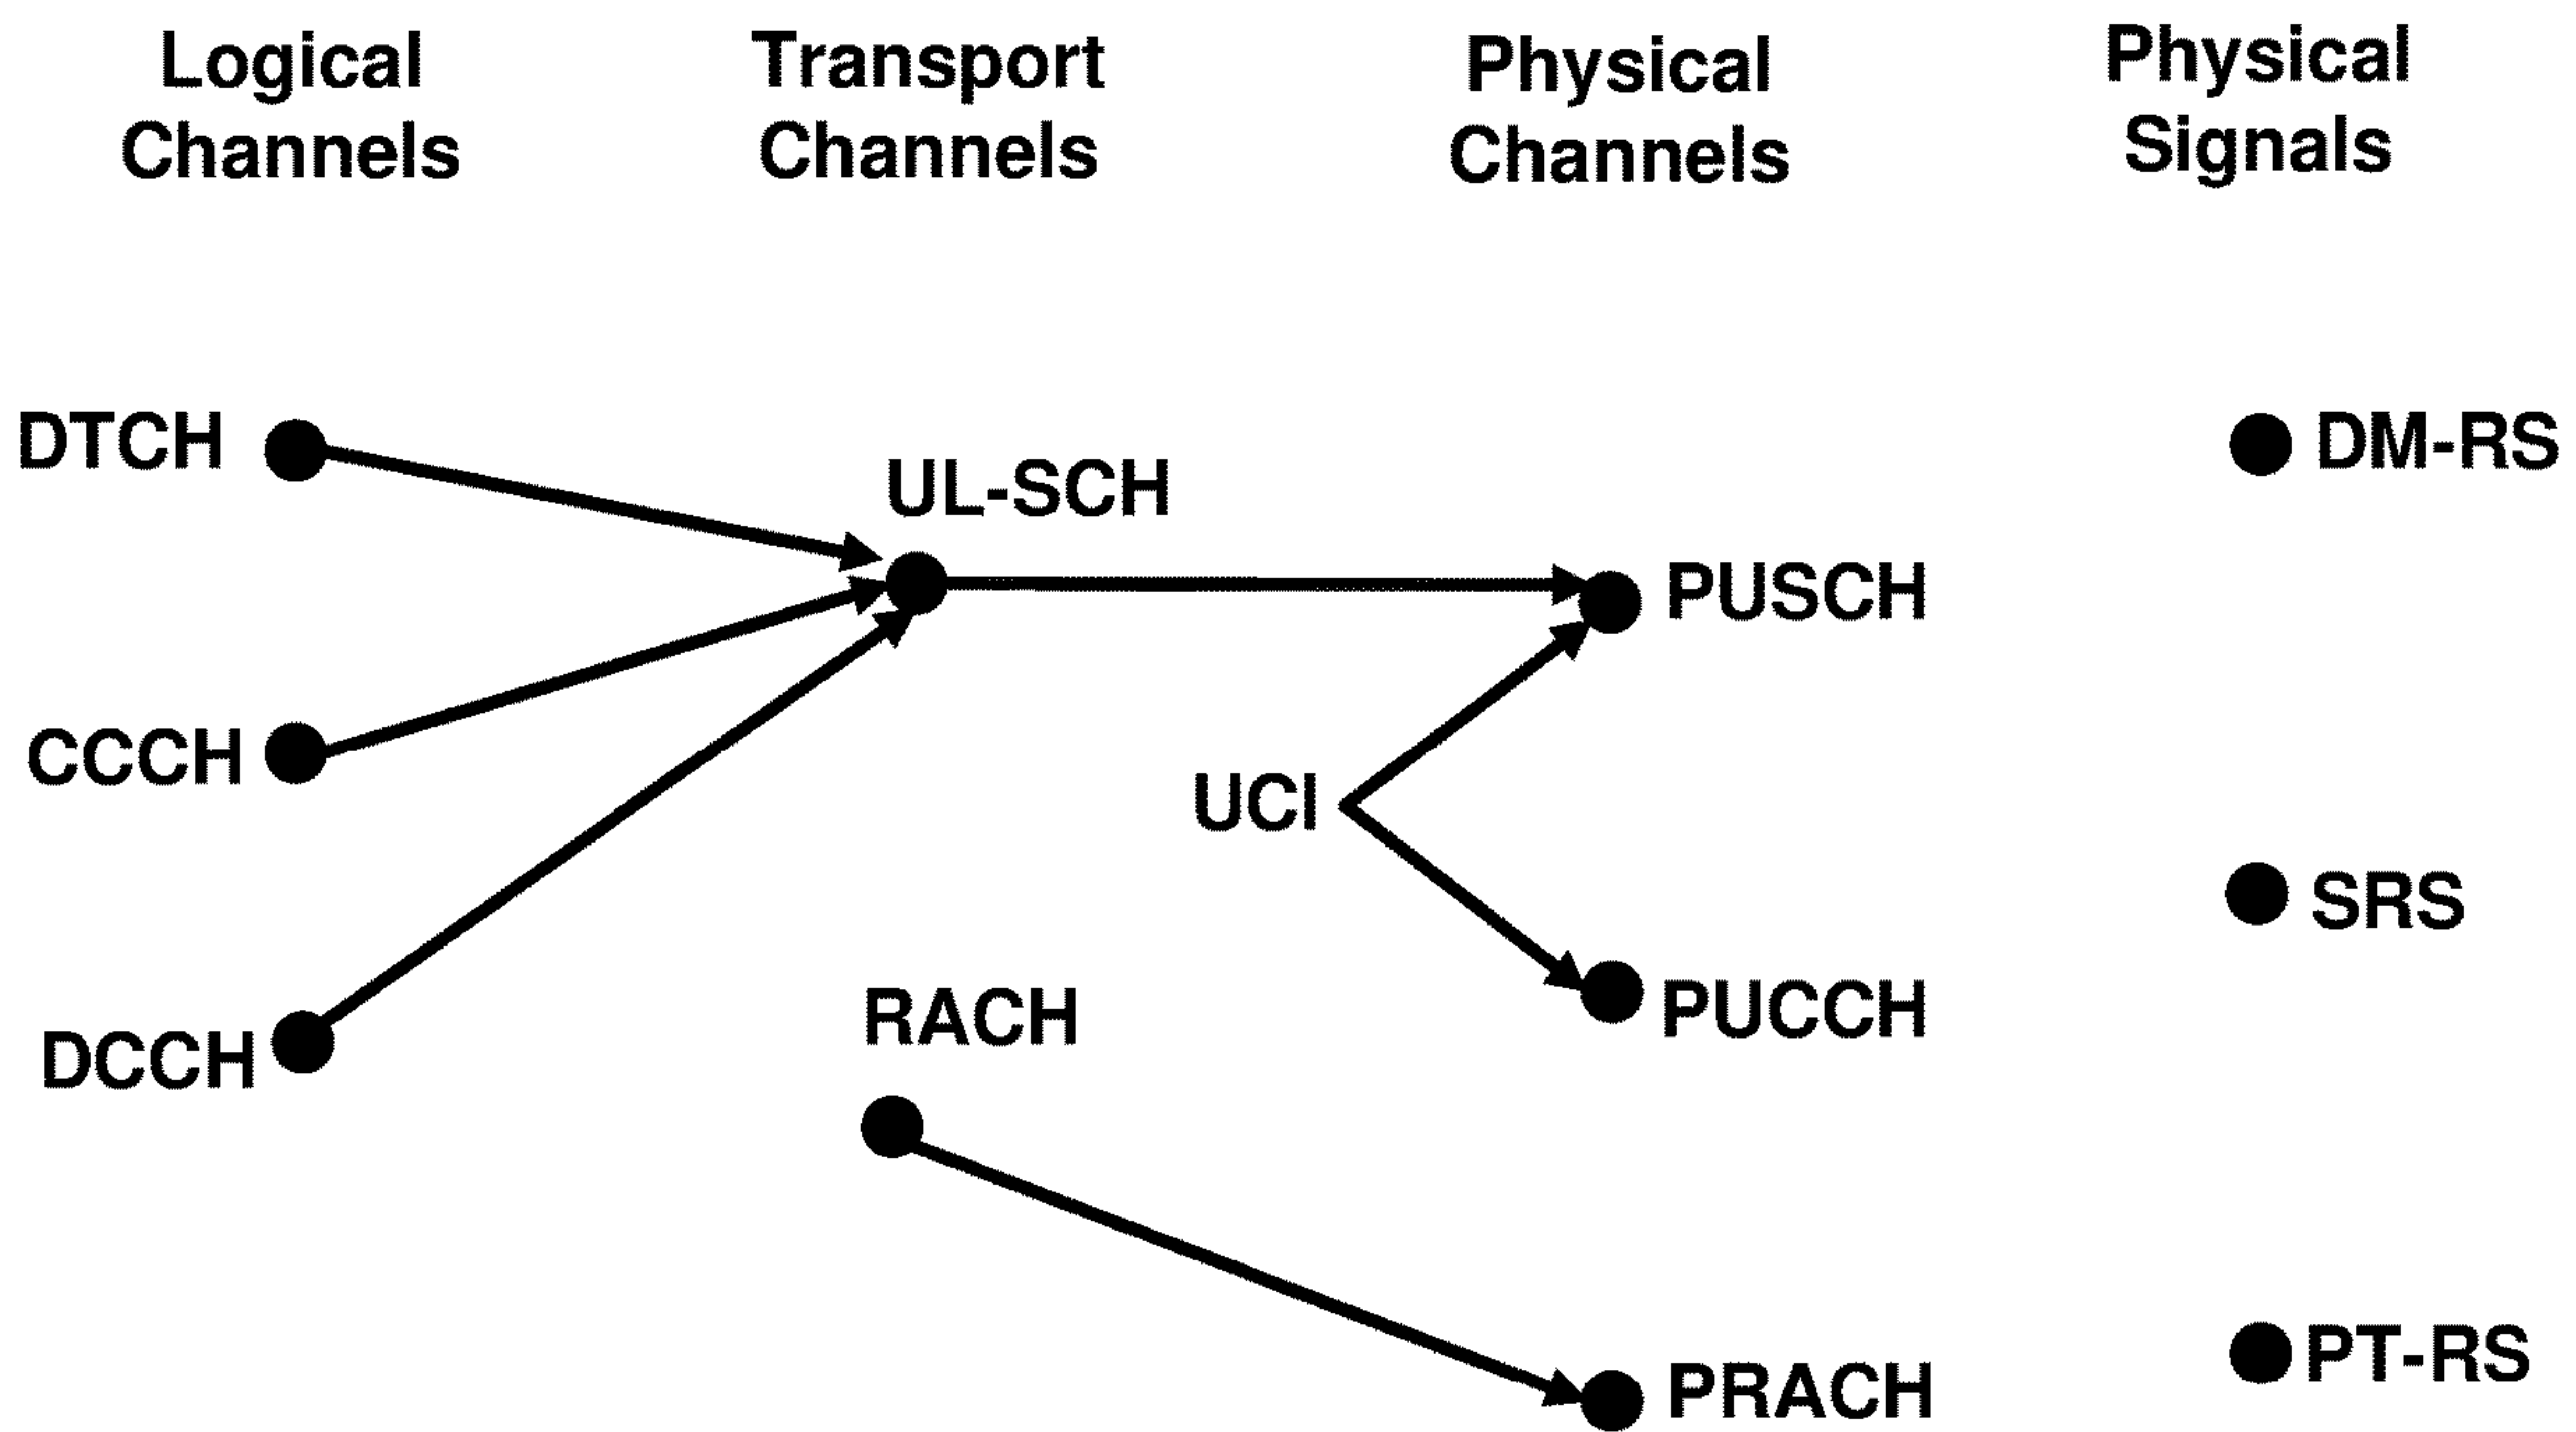 Logical
Channels
Transport
Channels
Physical
Channels
Physical
Signals
DTCH
UL-SCH
DM-RS
PUSCH
CCCH
UCI
SRS
DCCH
RACH
PUCCH
PRACH
PT-RS